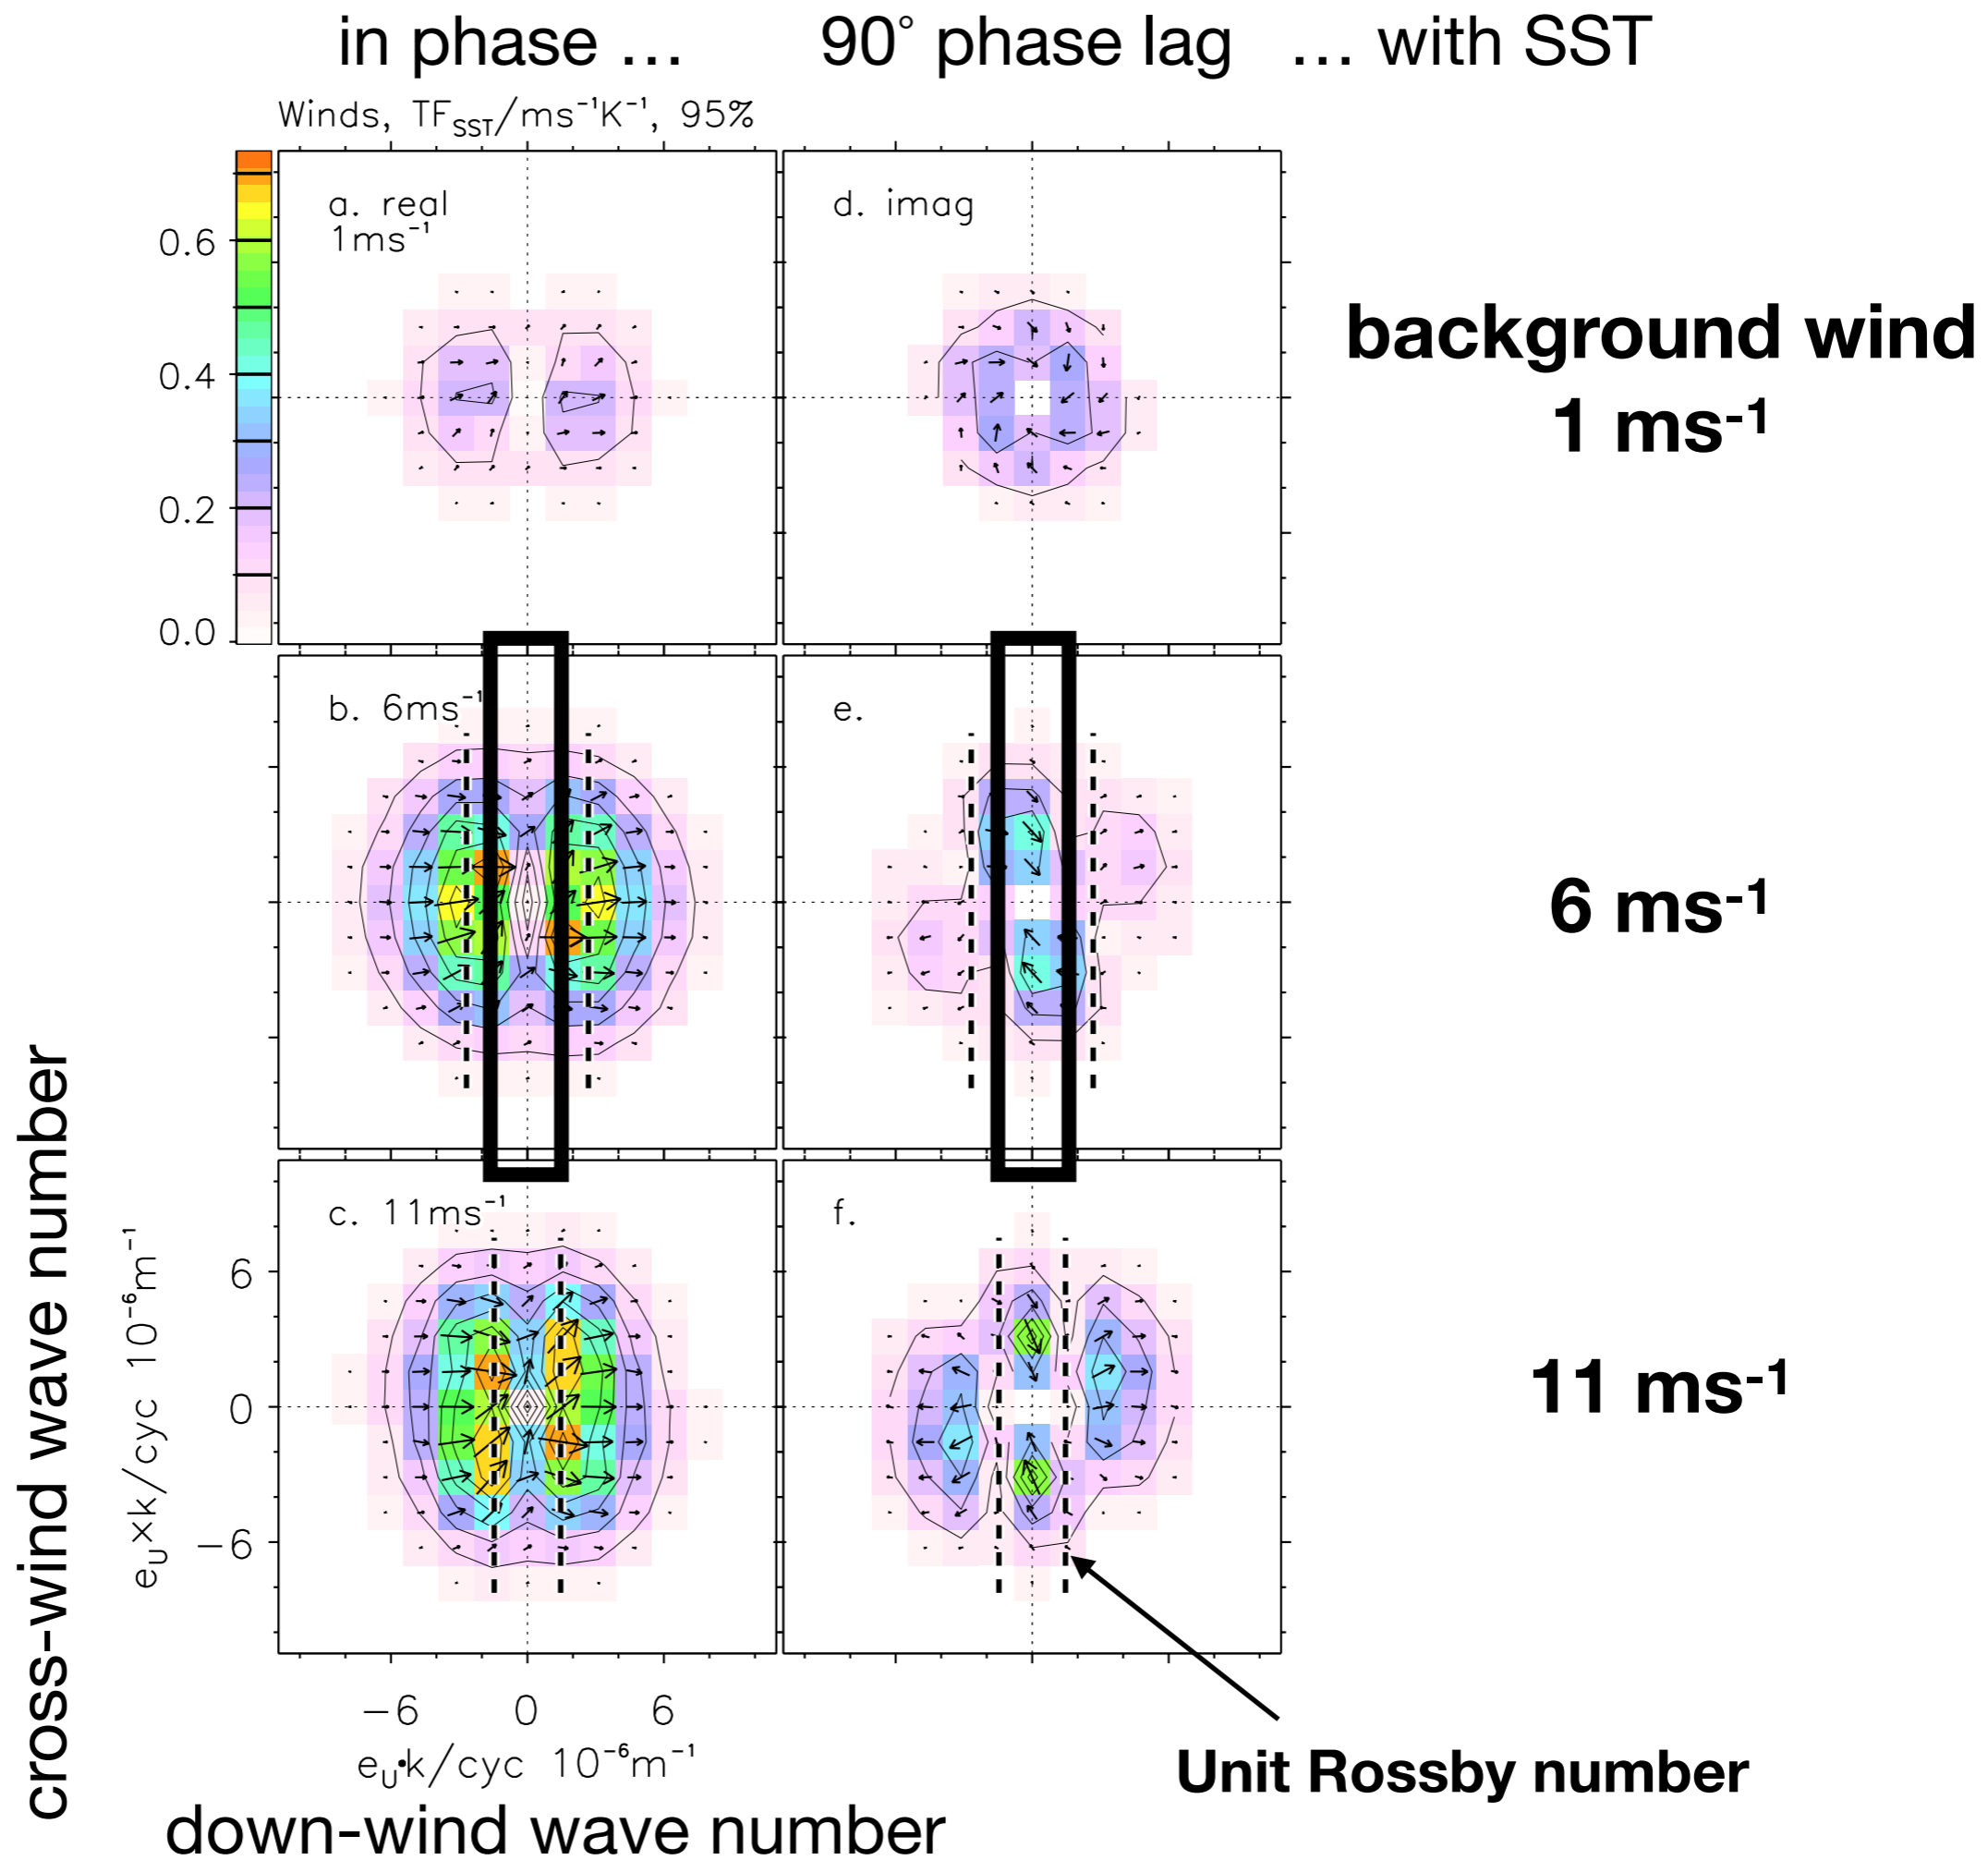 in phase … 90° phase lag … with SST
Winds, TF_SST/ms⁻¹K⁻¹, 95%
a. real
1ms⁻¹
d. imag
0.6
0.4
0.2
0.0
background wind
1 ms⁻¹
b. 6ms⁻¹
e.
6 ms⁻¹
c. 11ms⁻¹
f.
11 ms⁻¹
cross-wind wave number
e_U×k/cyc 10⁻⁶m⁻¹
6
0
−6
−6 0 6
e_U•k/cyc 10⁻⁶m⁻¹
down-wind wave number
Unit Rossby number